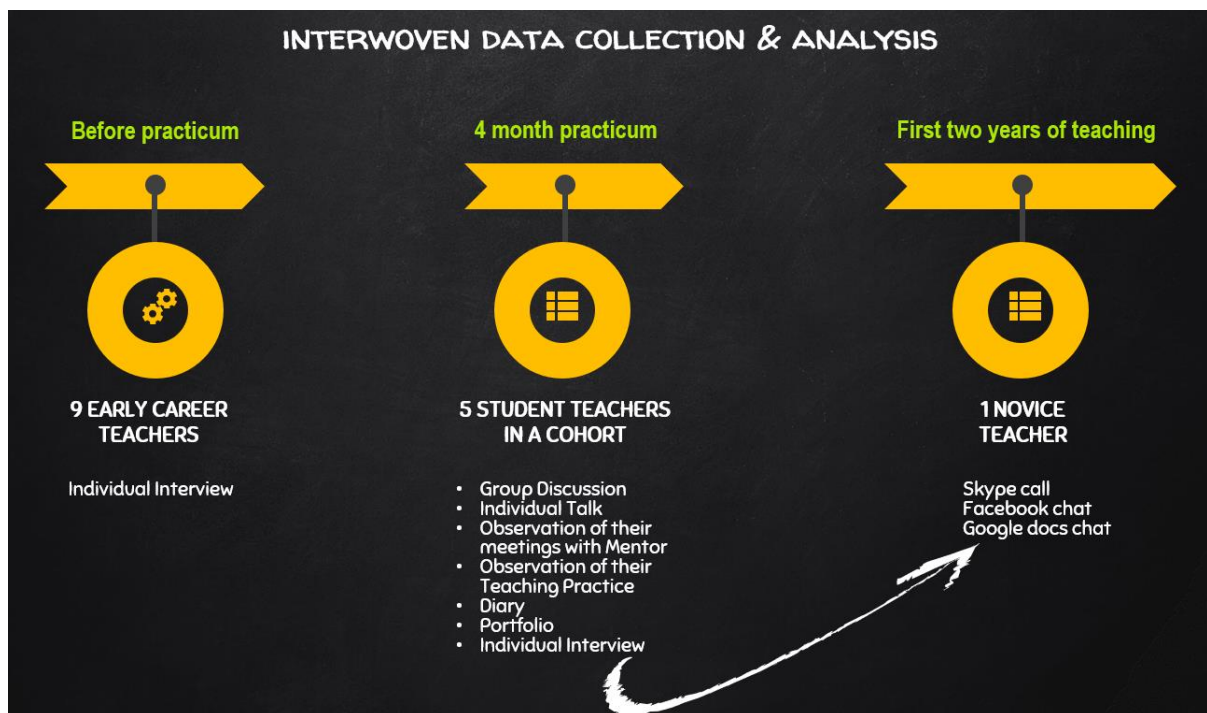 INTERWOVEN DATA COLLECTION & ANALYSIS
Before practicum
9 EARLY CAREER
TEACHERS
Individual Interview
4 month practicum
5 STUDENT TEACHERS
IN A COHORT
• Group Discussion
• Individual Talk
• Observation of their
meetings with Mentor
• Observation of their
Teaching Practice
• Diary
• Portfolio
• Individual Interview
First two years of teaching
1 NOVICE
TEACHER
Skype call
Facebook chat
Google docs chat